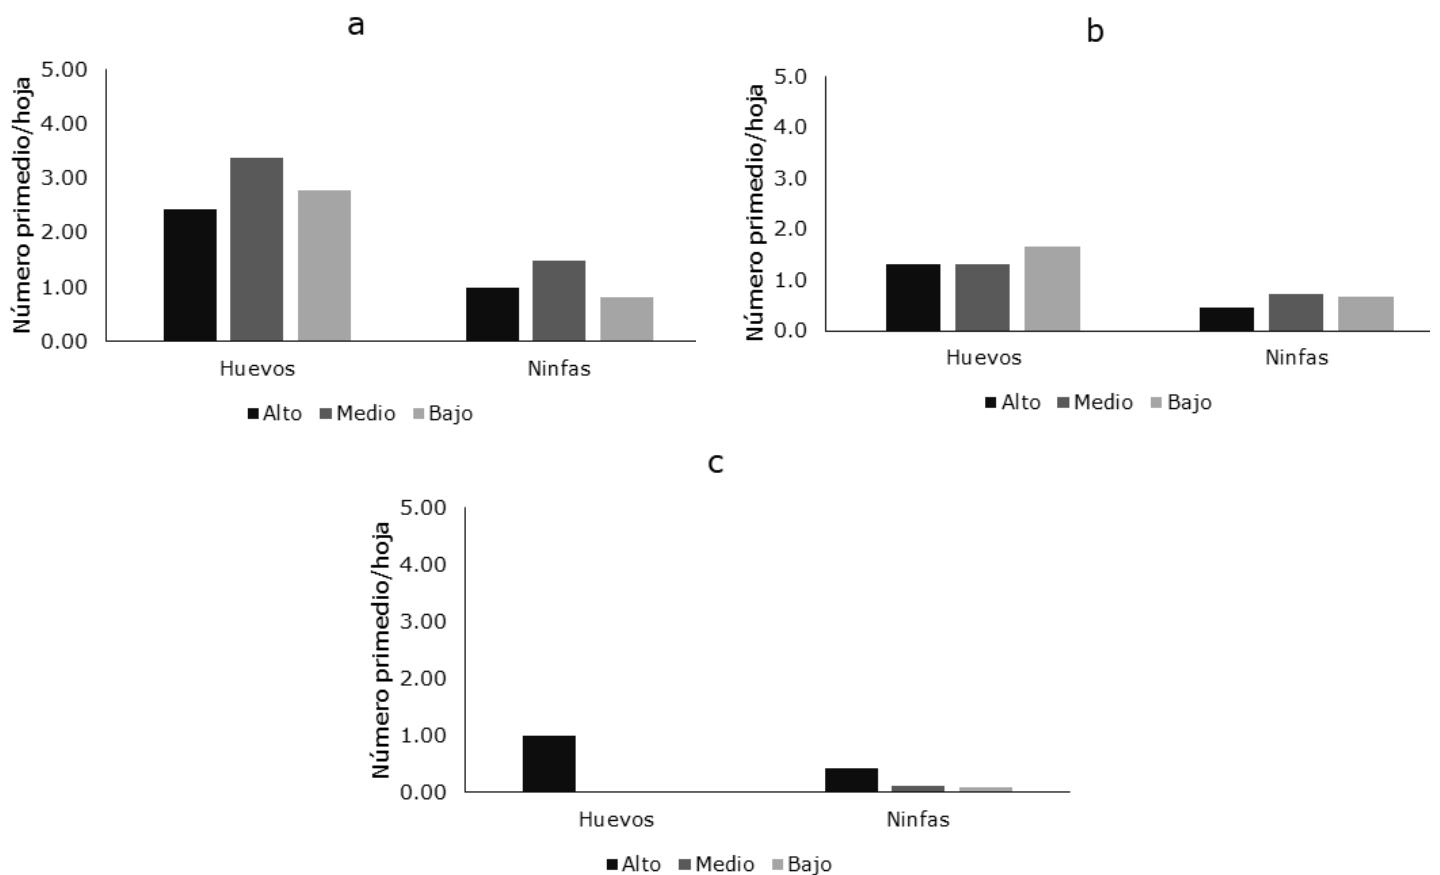 a
Número primedio/hoja
5.00
4.00
3.00
2.00
1.00
0.00
Huevos
Ninfas
Alto Medio Bajo
b
Número primedio/hoja
5.0
4.0
3.0
2.0
1.0
0.0
Huevos
Ninfas
Alto Medio Bajo
c
Número primedio/hoja
5.00
4.00
3.00
2.00
1.00
0.00
Huevos
Ninfas
Alto Medio Bajo